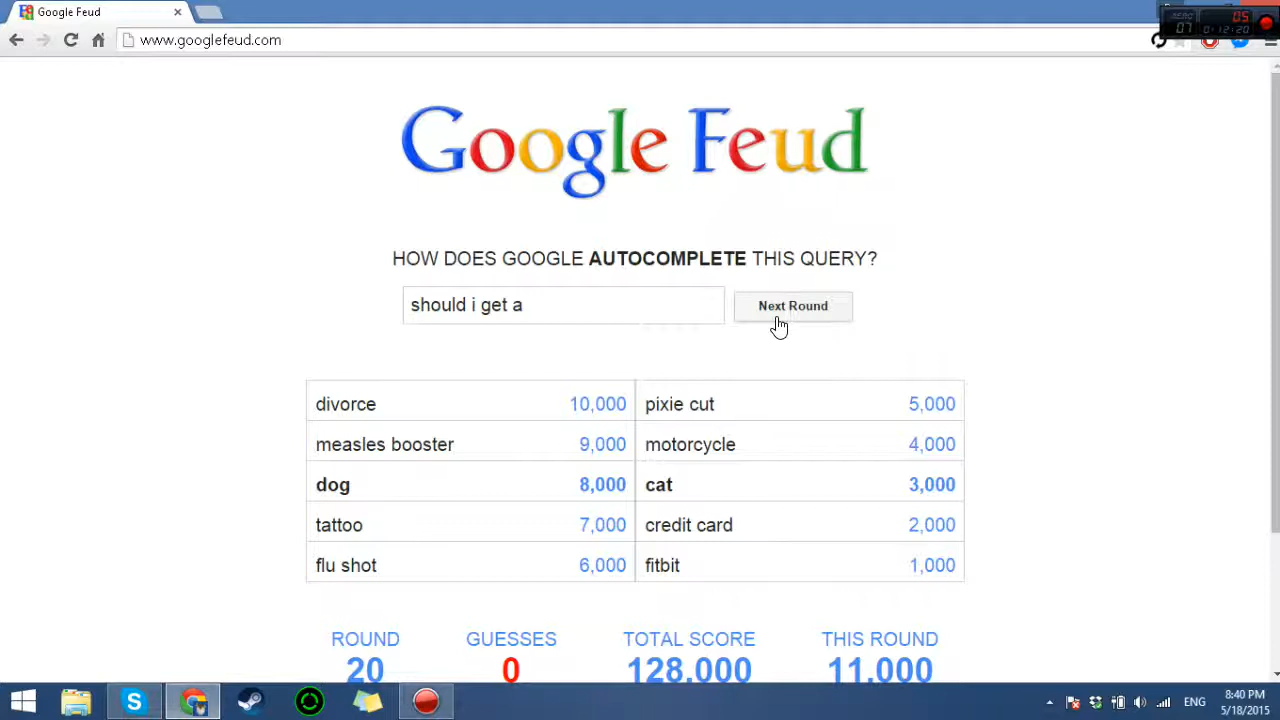 Google Feud
www.googlefeud.com
05
07
Google Feud
HOW DOES GOOGLE AUTOCOMPLETE THIS QUERY?
should i get a
Next Round
divorce 10,000 pixie cut 5,000
measles booster 9,000 motorcycle 4,000
dog 8,000 cat 3,000
tattoo 7,000 credit card 2,000
flu shot 6,000 fitbit 1,000
ROUND GUESSES TOTAL SCORE THIS ROUND
20 0 128,000 11,000
ENG
8:40 PM
5/18/2015